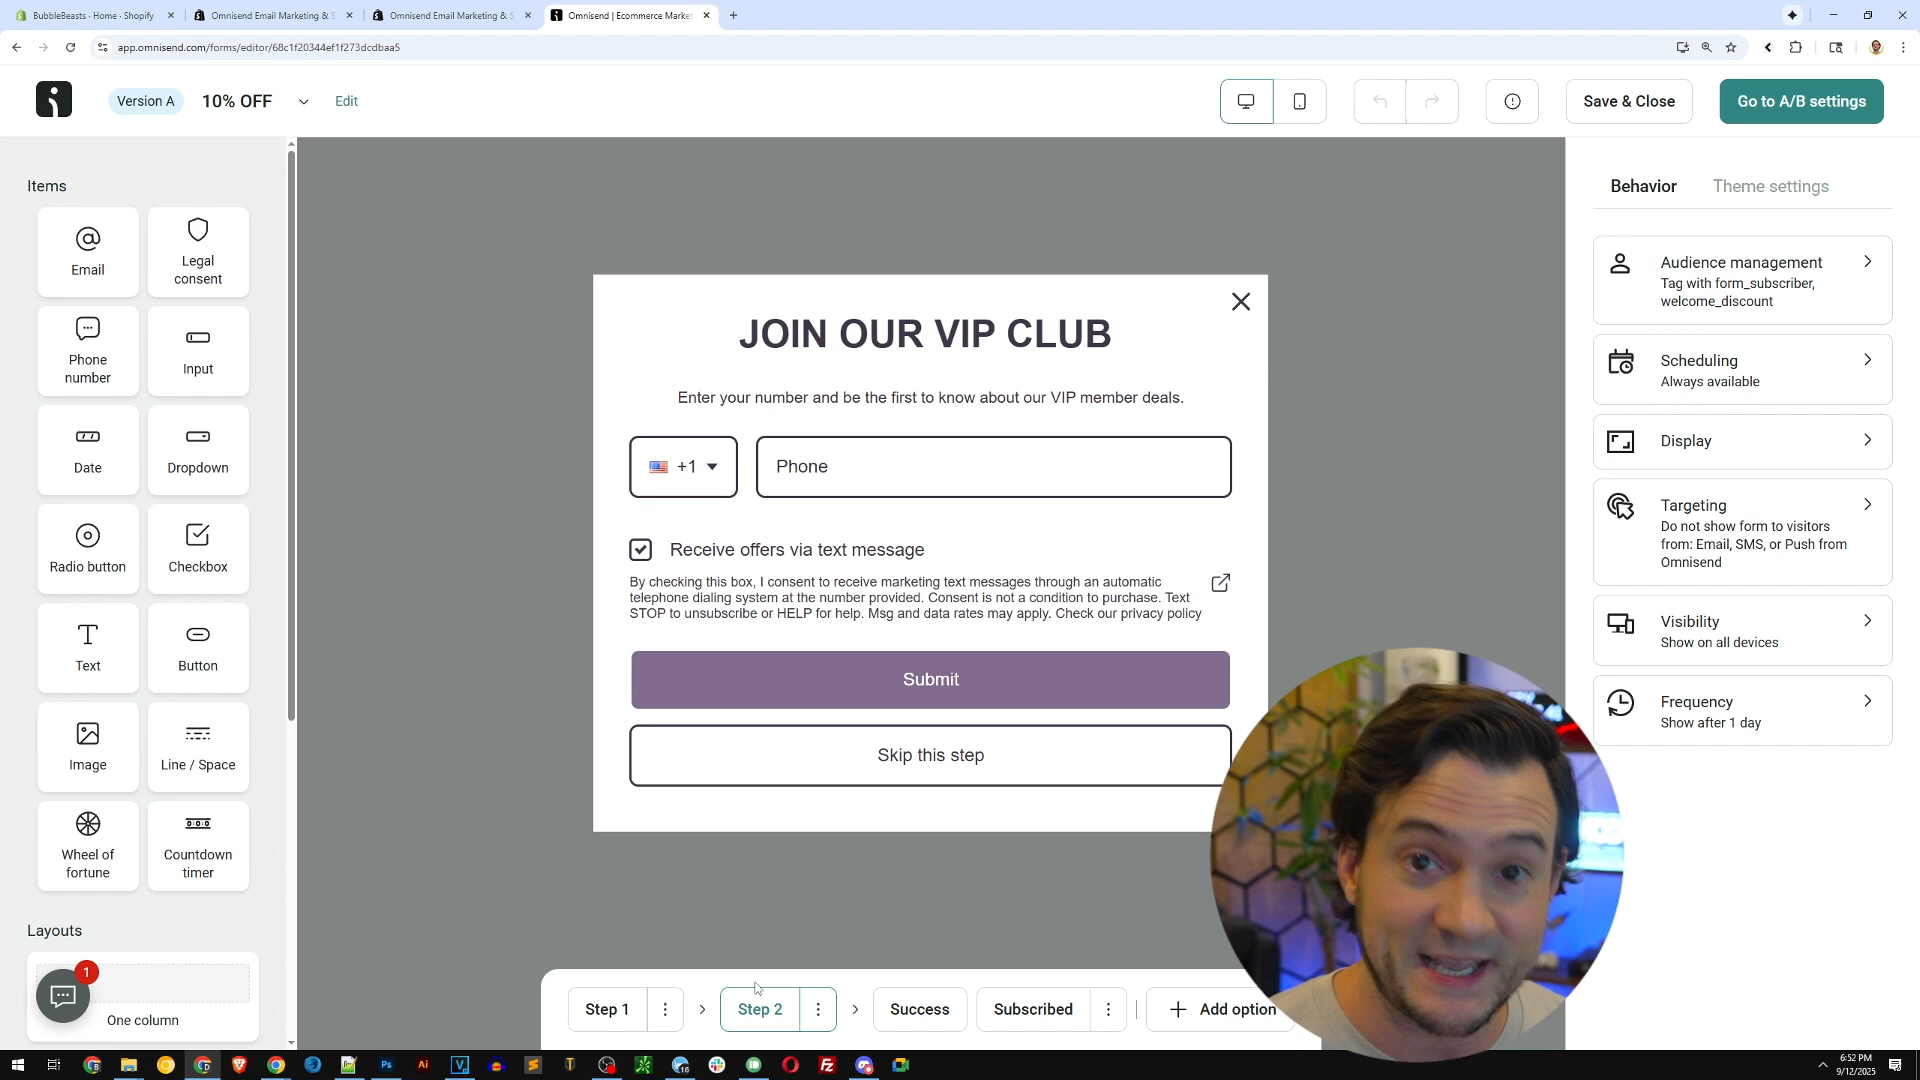 BubbleBeasts · Home · Shopify
Omnisend Email Marketing & S
Omnisend Email Marketing & S
Omnisend | Ecommerce Market
app.omnisend.com/forms/editor/68c1f20344ef1f273dcdbaa5
Version A
10% OFF
Edit
Save & Close
Go to A/B settings
Items
Email
Legal
consent
Phone
number
Input
Date
Dropdown
Radio button
Checkbox
Text
Button
Image
Line / Space
Wheel of
fortune
Countdown
timer
Layouts
1
One column
JOIN OUR VIP CLUB
Enter your number and be the first to know about our VIP member deals.
+1
Phone
Receive offers via text message
By checking this box, I consent to receive marketing text messages through an automatic
telephone dialing system at the number provided. Consent is not a condition to purchase. Text
STOP to unsubscribe or HELP for help. Msg and data rates may apply. Check our privacy policy
Submit
Skip this step
Step 1
Step 2
Success
Subscribed
Add option
Behavior
Theme settings
Audience management
Tag with form_subscriber,
welcome_discount
Scheduling
Always available
Display
Targeting
Do not show form to visitors
from: Email, SMS, or Push from
Omnisend
Visibility
Show on all devices
Frequency
Show after 1 day
Ps
Ai
16
6:52 PM
9/12/2025